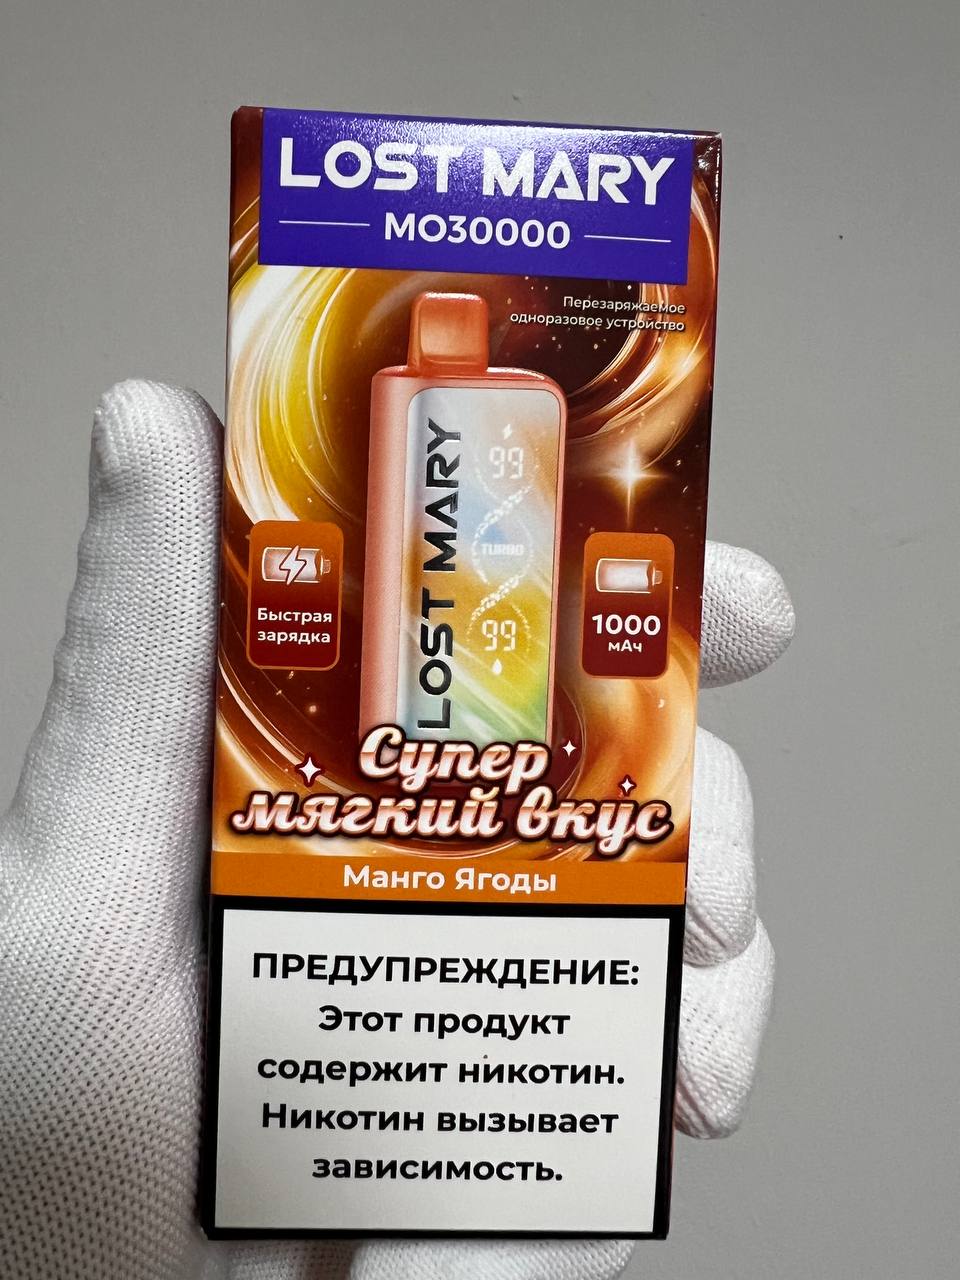 LOST MARY
MO30000
Перезаряжаемое
одноразовое устройство
99
TURBO
99
LOST MARY
Быстрая
зарядка
1000
мАч
Супер
мягкий вкус
Манго Ягоды
ПРЕДУПРЕЖДЕНИЕ:
Этот продукт
содержит никотин.
Никотин вызывает
зависимость.